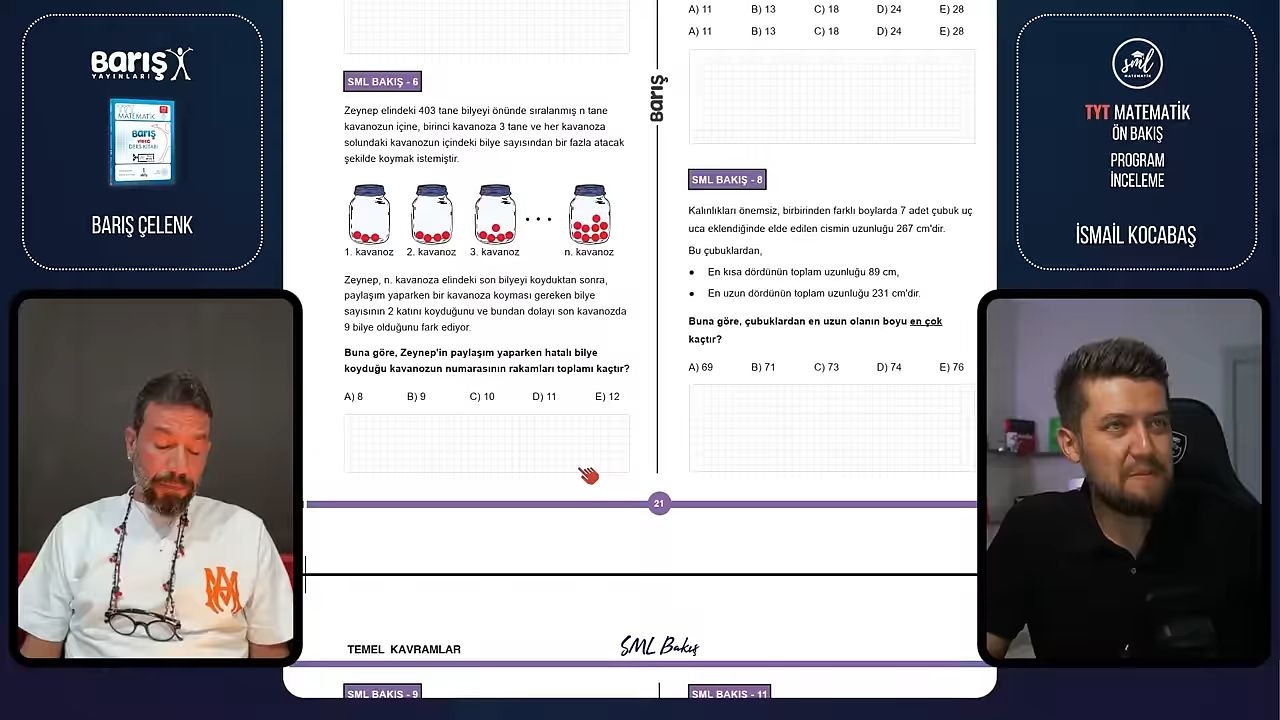 Barış
YAYINLARI
TYT
MATEMATİK
BARIŞ
VİDEO
DERS KİTABI
BARIŞ ÇELENK
SML BAKIŞ - 6
Zeynep elindeki 403 tane bilyeyi önünde sıralanmış n tane
kavanozun içine, birinci kavanoza 3 tane ve her kavanoza
solundaki kavanozun içindeki bilye sayısından bir fazla atacak
şekilde koymak istemiştir.
1. kavanoz 2. kavanoz 3. kavanoz n. kavanoz
Zeynep, n. kavanoza elindeki son bilyeyi koyduktan sonra,
paylaşım yaparken bir kavanoza koyması gereken bilye
sayısının 2 katını koyduğunu ve bundan dolayı son kavanozda
9 bilye olduğunu fark ediyor.
Buna göre, Zeynep'in paylaşım yaparken hatalı bilye
koyduğu kavanozun numarasının rakamları toplamı kaçtır?
A) 8 B) 9 C) 10 D) 11 E) 12
BARIŞ
A) 11 B) 13 C) 18 D) 24 E) 28
A) 11 B) 13 C) 18 D) 24 E) 28
SML BAKIŞ - 8
Kalınlıkları önemsiz, birbirinden farklı boylarda 7 adet çubuk uç
uca eklendiğinde elde edilen cismin uzunluğu 267 cm'dir.
Bu çubuklardan,
• En kısa dördünün toplam uzunluğu 89 cm,
• En uzun dördünün toplam uzunluğu 231 cm'dir.
Buna göre, çubuklardan en uzun olanın boyu en çok
kaçtır?
A) 69 B) 71 C) 73 D) 74 E) 76
21
TEMEL KAVRAMLAR
SML Bakış
SML BAKIŞ - 9
SML BAKIŞ - 11
sml
MATEMATİK
TYT MATEMATİK
ÖN BAKIŞ
PROGRAM
İNCELEME
İSMAİL KOCABAŞ